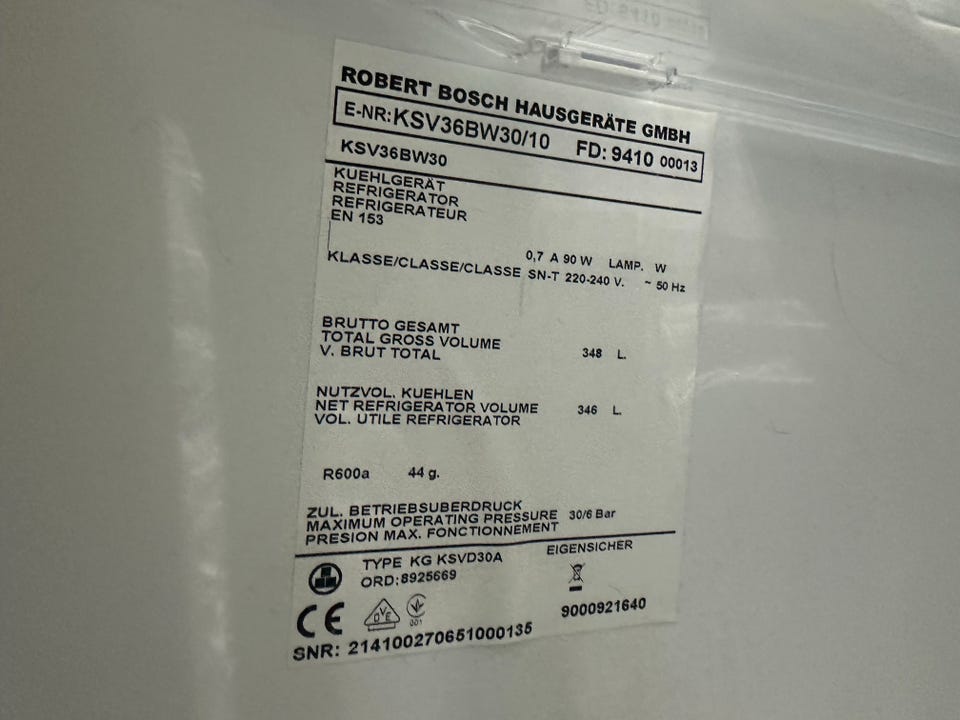 ROBERT BOSCH HAUSGERÄTE GMBH
E-NR:KSV36BW30/10 FD: 9410 00013
KSV36BW30
KUEHLGERÄT
REFRIGERATOR
REFRIGERATEUR
EN 153
0,7 A 90 W LAMP. W
KLASSE/CLASSE/CLASSE SN-T 220-240 V. ~ 50 Hz
BRUTTO GESAMT
TOTAL GROSS VOLUME 348 L.
V. BRUT TOTAL
NUTZVOL. KUEHLEN
NET REFRIGERATOR VOLUME 346 L.
VOL. UTILE REFRIGERATOR
R600a 44 g.
ZUL. BETRIEBSUBERDRUCK
MAXIMUM OPERATING PRESSURE 30/6 Bar
PRESION MAX. FONCTIONNEMENT
TYPE KG KSVD30A EIGENSICHER
ORD:8925669
CE DVE 001 9000921640
SNR: 214100270651000135